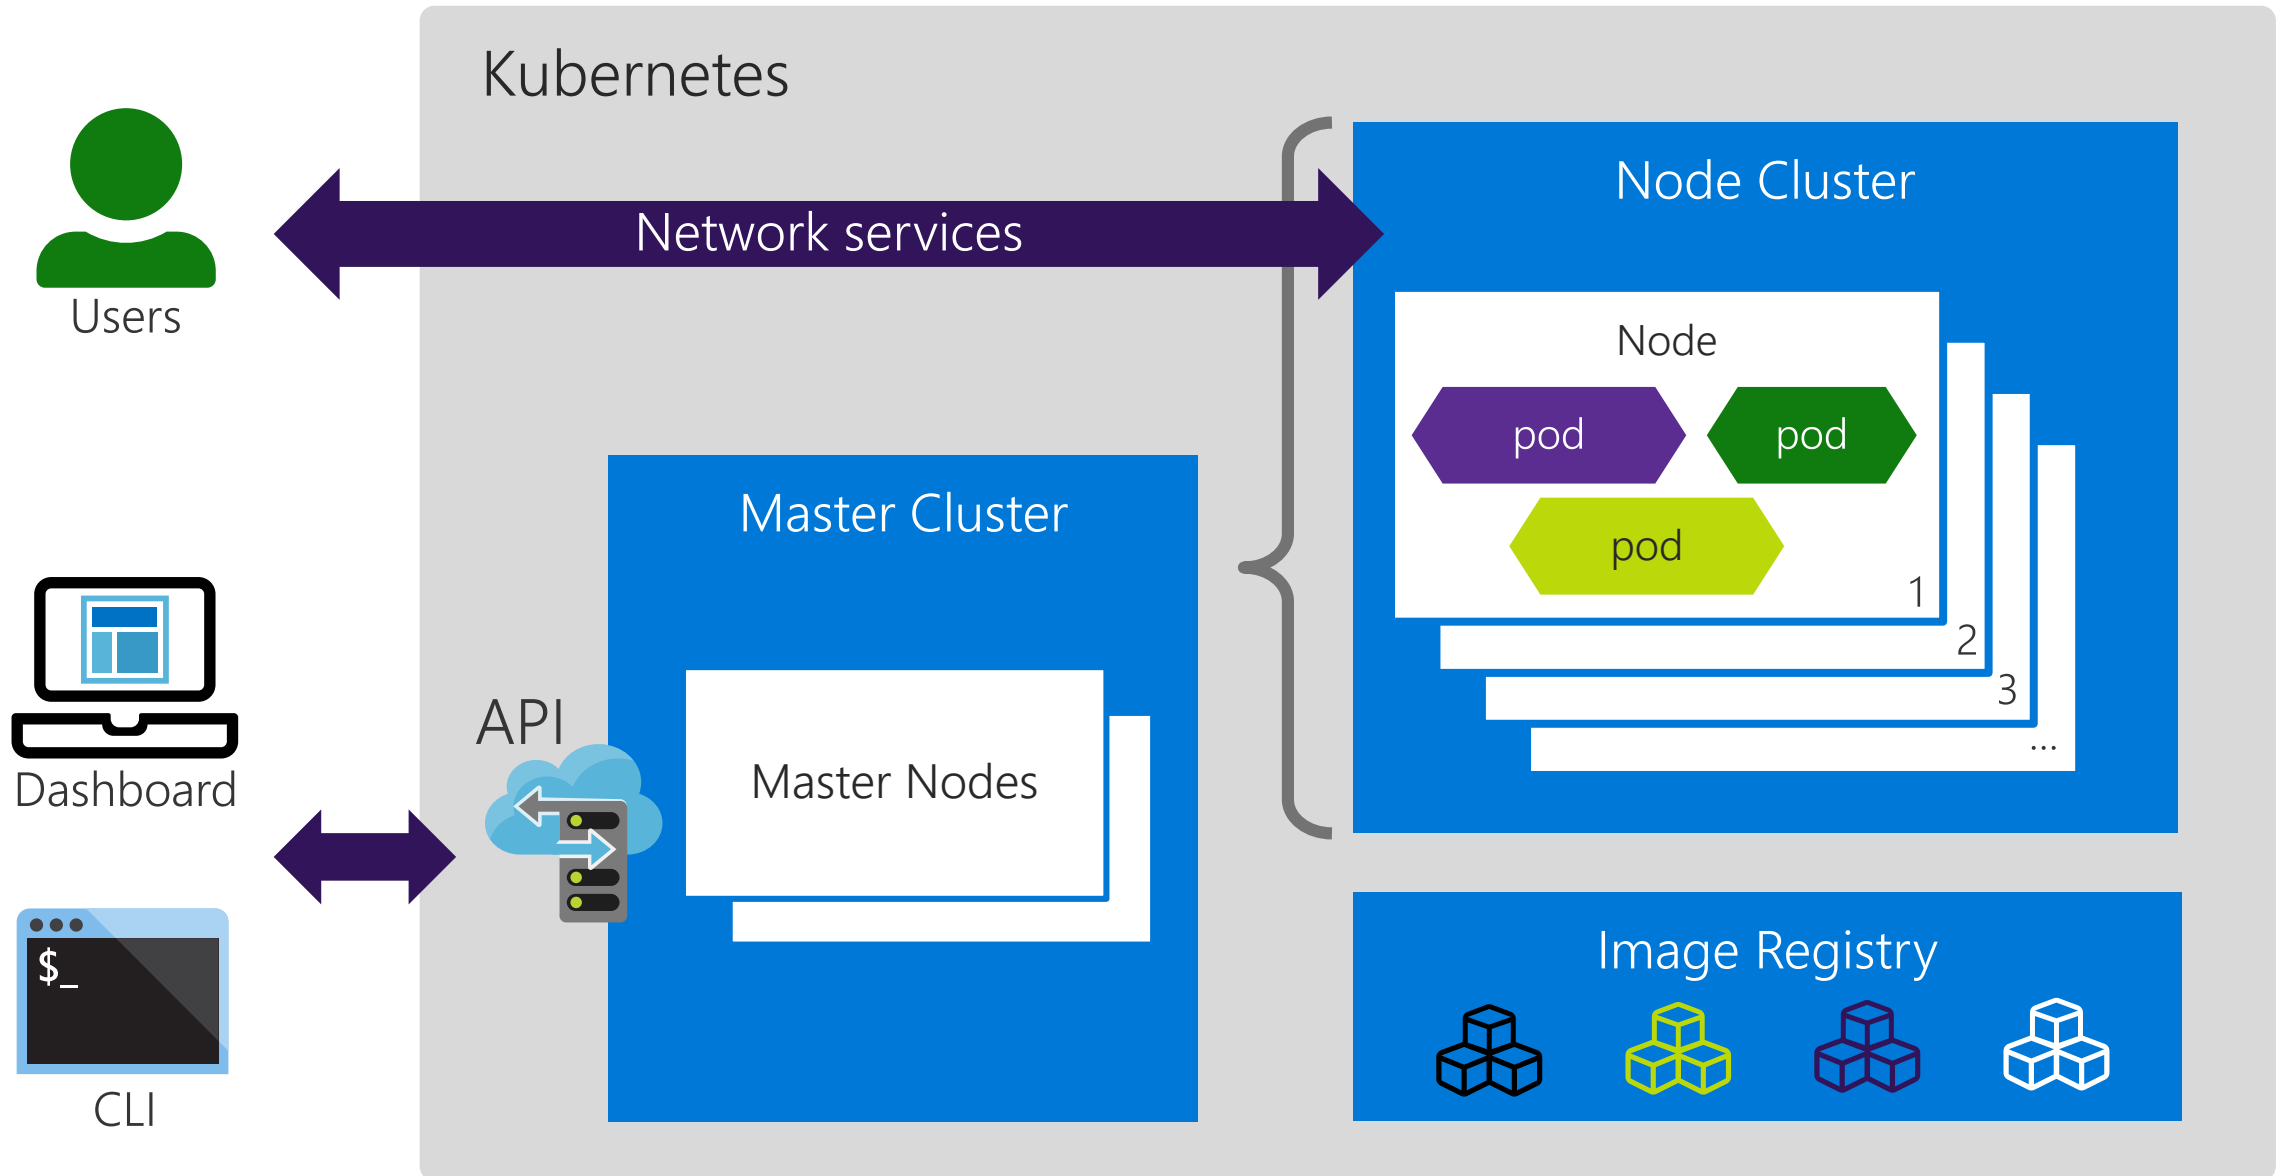 Kubernetes
Users
Network services
Node Cluster
Node
pod
pod
pod
1
2
3
...
Master Cluster
Master Nodes
API
Dashboard
$_
CLI
Image Registry